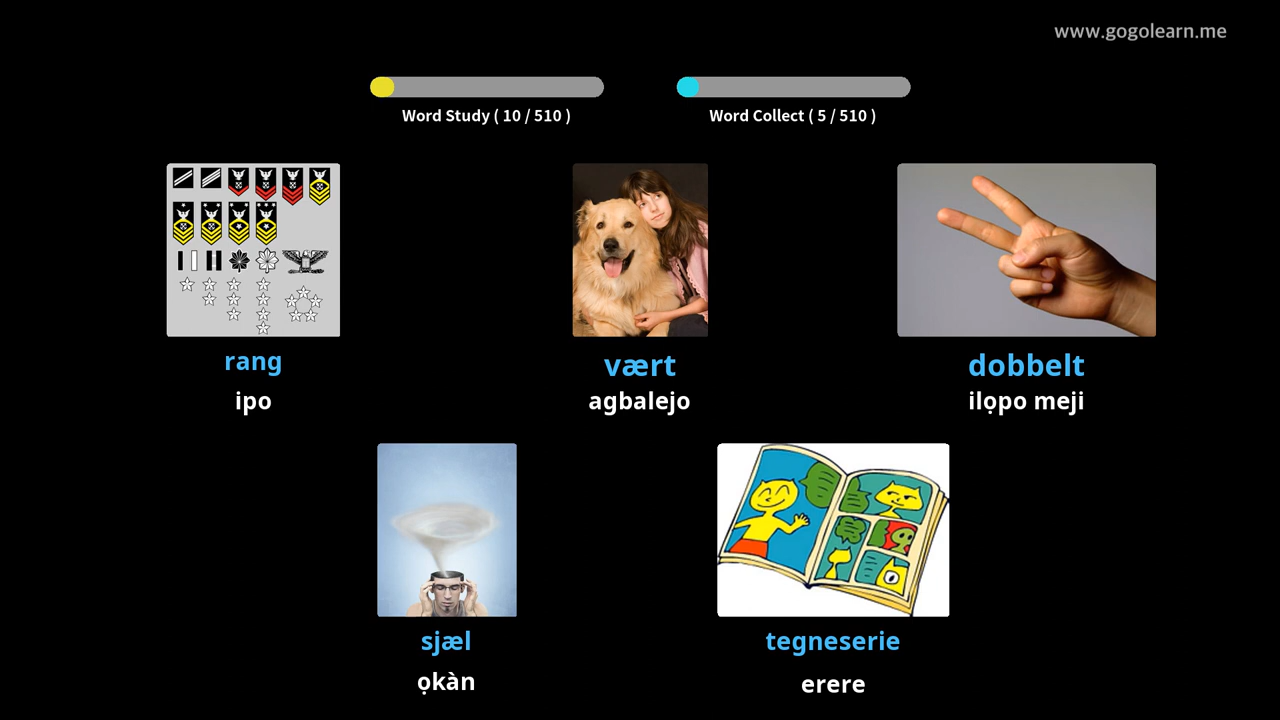 www.gogolearn.me
Word Study ( 10 / 510 )
Word Collect ( 5 / 510 )
rang
ipo
vært
agbalejo
dobbelt
ilọpo meji
sjæl
ọkàn
tegneserie
erere